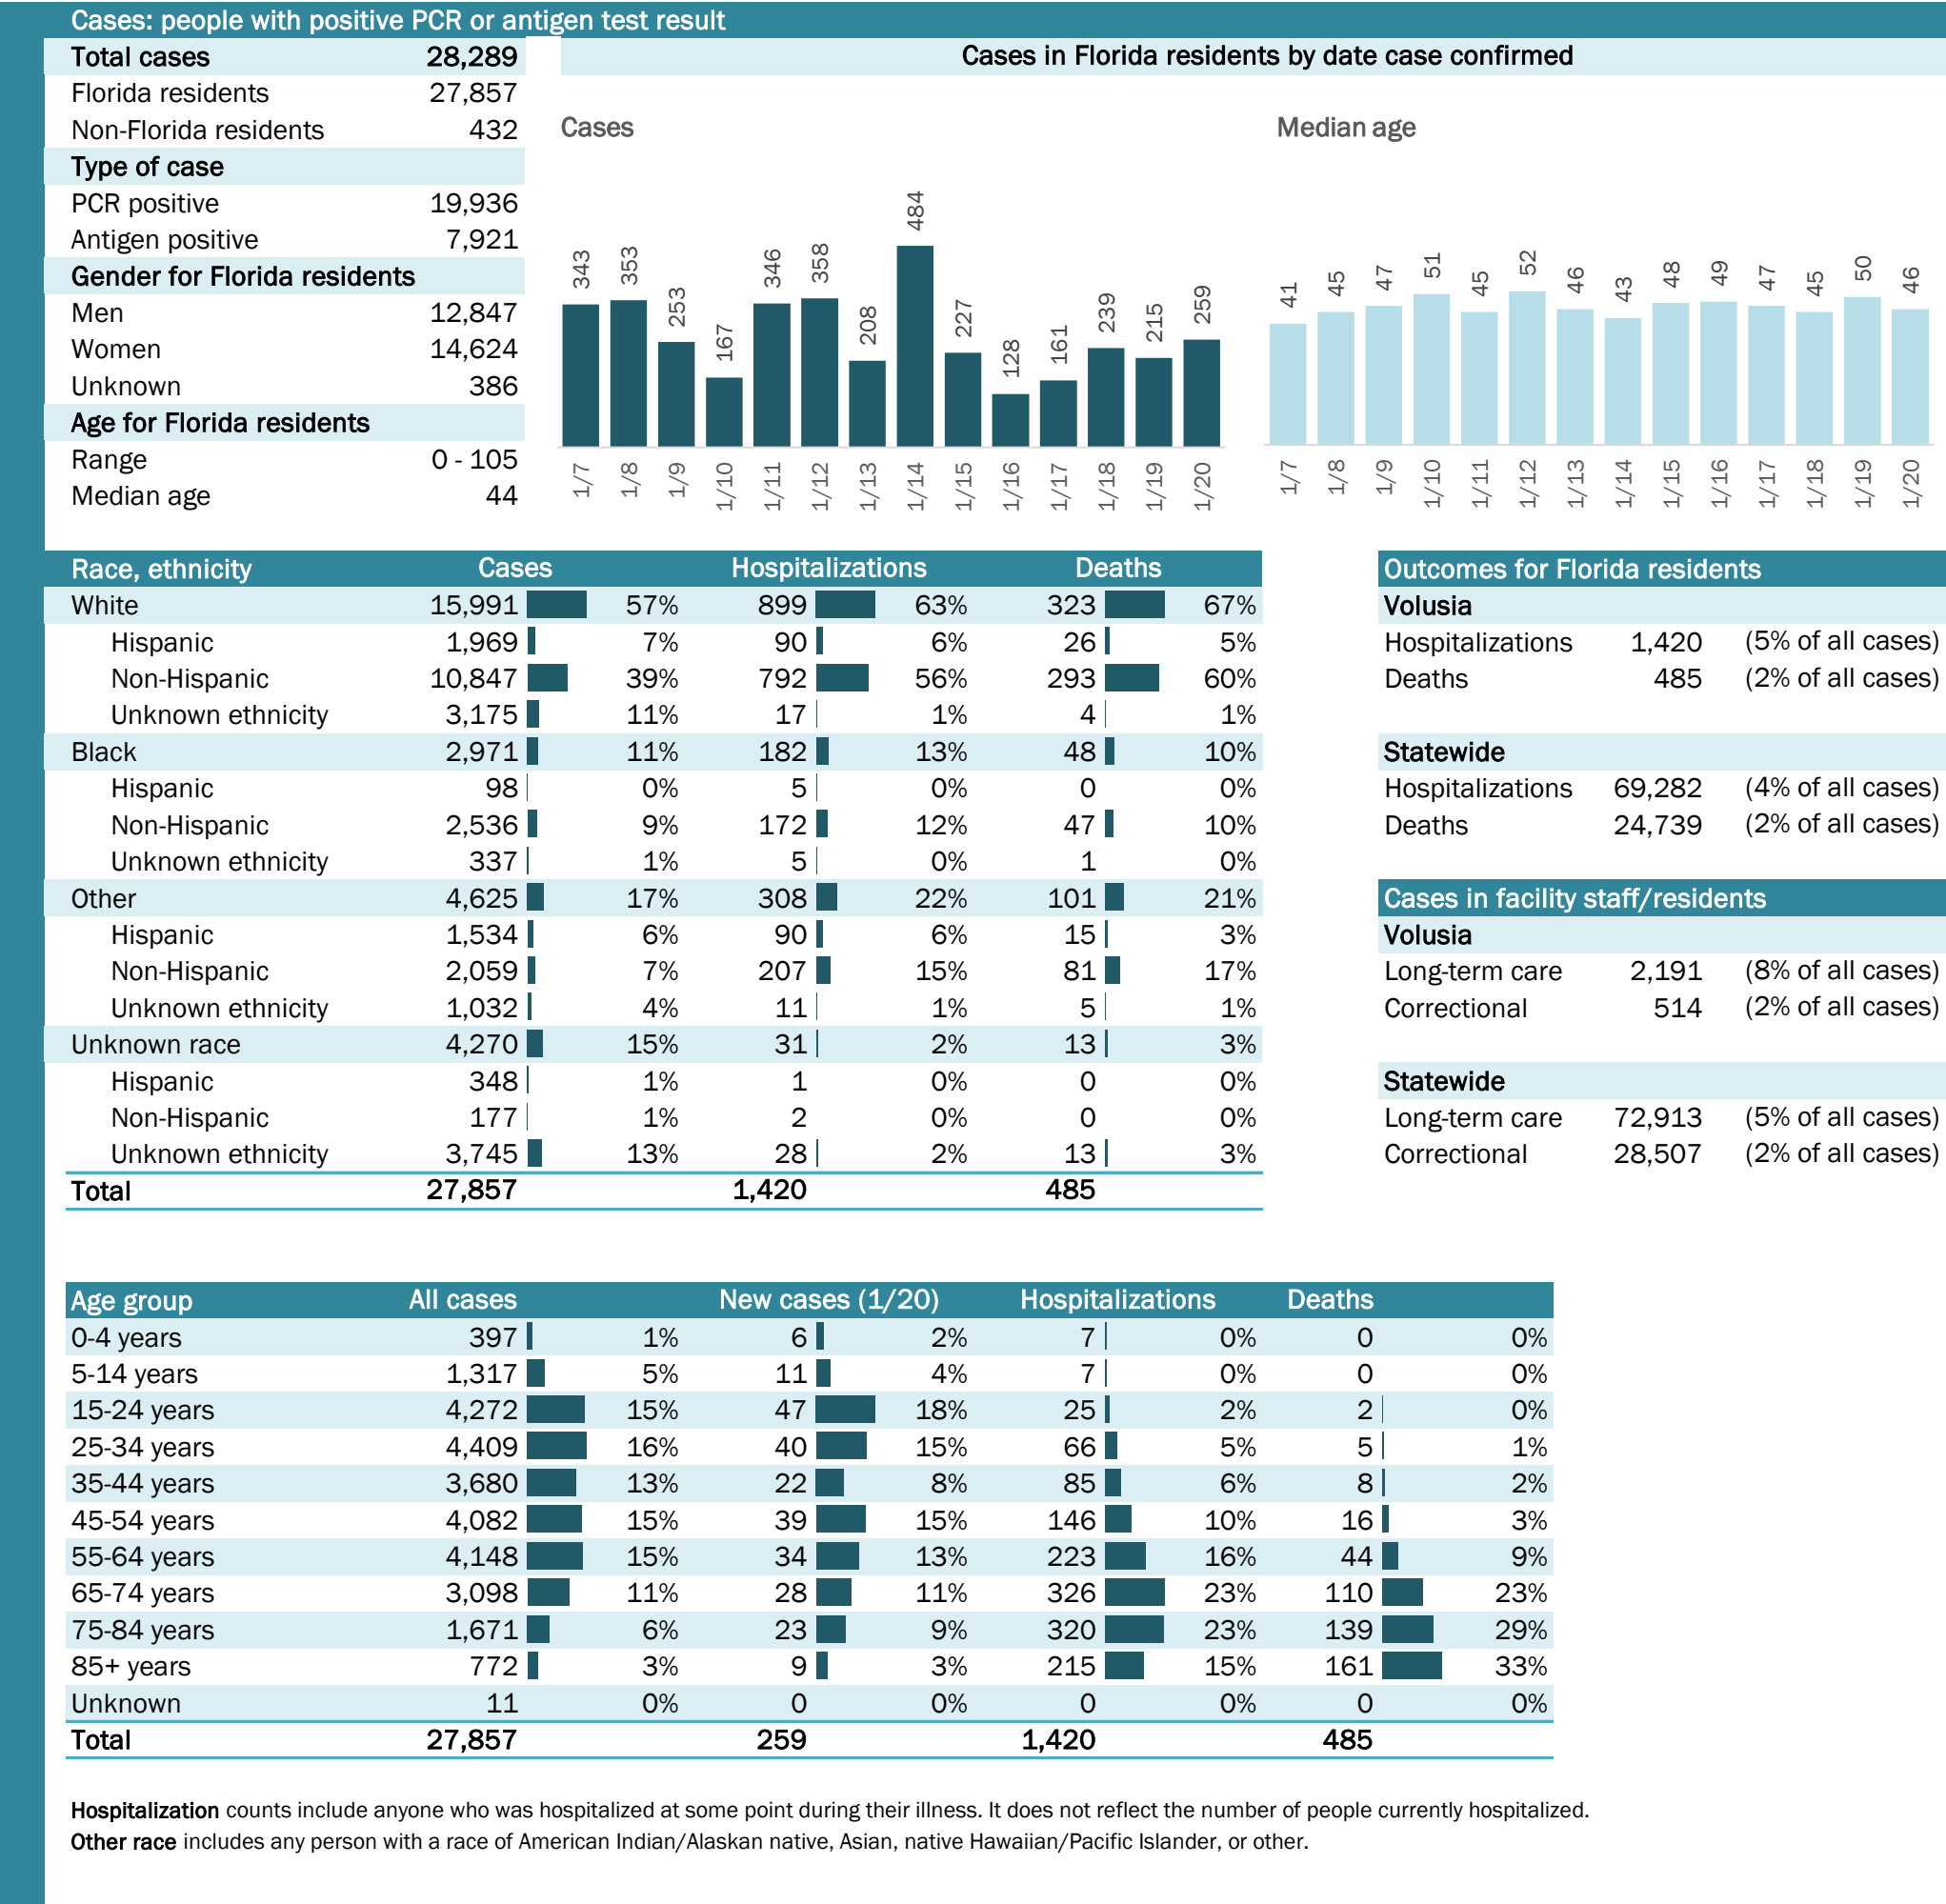 Cases: people with positive PCR or antigen test result
Total cases 28,289
Florida residents 27,857
Non-Florida residents 432
Type of case
PCR positive 19,936
Antigen positive 7,921
Gender for Florida residents
Men 12,847
Women 14,624
Unknown 386
Age for Florida residents
Range 0 - 105
Median age 44
Cases in Florida residents by date case confirmed
Cases
343 353 253 167 346 358 208 484 227 128 161 239 215 259
1/7 1/8 1/9 1/10 1/11 1/12 1/13 1/14 1/15 1/16 1/17 1/18 1/19 1/20
Median age
41 45 47 51 45 52 46 43 48 49 47 45 50 46
1/7 1/8 1/9 1/10 1/11 1/12 1/13 1/14 1/15 1/16 1/17 1/18 1/19 1/20
Race, ethnicity Cases Hospitalizations Deaths
White 15,991 57% 899 63% 323 67%
Hispanic 1,969 7% 90 6% 26 5%
Non-Hispanic 10,847 39% 792 56% 293 60%
Unknown ethnicity 3,175 11% 17 1% 4 1%
Black 2,971 11% 182 13% 48 10%
Hispanic 98 0% 5 0% 0 0%
Non-Hispanic 2,536 9% 172 12% 47 10%
Unknown ethnicity 337 1% 5 0% 1 0%
Other 4,625 17% 308 22% 101 21%
Hispanic 1,534 6% 90 6% 15 3%
Non-Hispanic 2,059 7% 207 15% 81 17%
Unknown ethnicity 1,032 4% 11 1% 5 1%
Unknown race 4,270 15% 31 2% 13 3%
Hispanic 348 1% 1 0% 0 0%
Non-Hispanic 177 1% 2 0% 0 0%
Unknown ethnicity 3,745 13% 28 2% 13 3%
Total 27,857 1,420 485
Outcomes for Florida residents
Volusia
Hospitalizations 1,420 (5% of all cases)
Deaths 485 (2% of all cases)
Statewide
Hospitalizations 69,282 (4% of all cases)
Deaths 24,739 (2% of all cases)
Cases in facility staff/residents
Volusia
Long-term care 2,191 (8% of all cases)
Correctional 514 (2% of all cases)
Statewide
Long-term care 72,913 (5% of all cases)
Correctional 28,507 (2% of all cases)
Age group All cases New cases (1/20) Hospitalizations Deaths
0-4 years 397 1% 6 2% 7 0% 0 0%
5-14 years 1,317 5% 11 4% 7 0% 0 0%
15-24 years 4,272 15% 47 18% 25 2% 2 0%
25-34 years 4,409 16% 40 15% 66 5% 5 1%
35-44 years 3,680 13% 22 8% 85 6% 8 2%
45-54 years 4,082 15% 39 15% 146 10% 16 3%
55-64 years 4,148 15% 34 13% 223 16% 44 9%
65-74 years 3,098 11% 28 11% 326 23% 110 23%
75-84 years 1,671 6% 23 9% 320 23% 139 29%
85+ years 772 3% 9 3% 215 15% 161 33%
Unknown 11 0% 0 0% 0 0% 0 0%
Total 27,857 259 1,420 485
Hospitalization counts include anyone who was hospitalized at some point during their illness. It does not reflect the number of people currently hospitalized.
Other race includes any person with a race of American Indian/Alaskan native, Asian, native Hawaiian/Pacific Islander, or other.